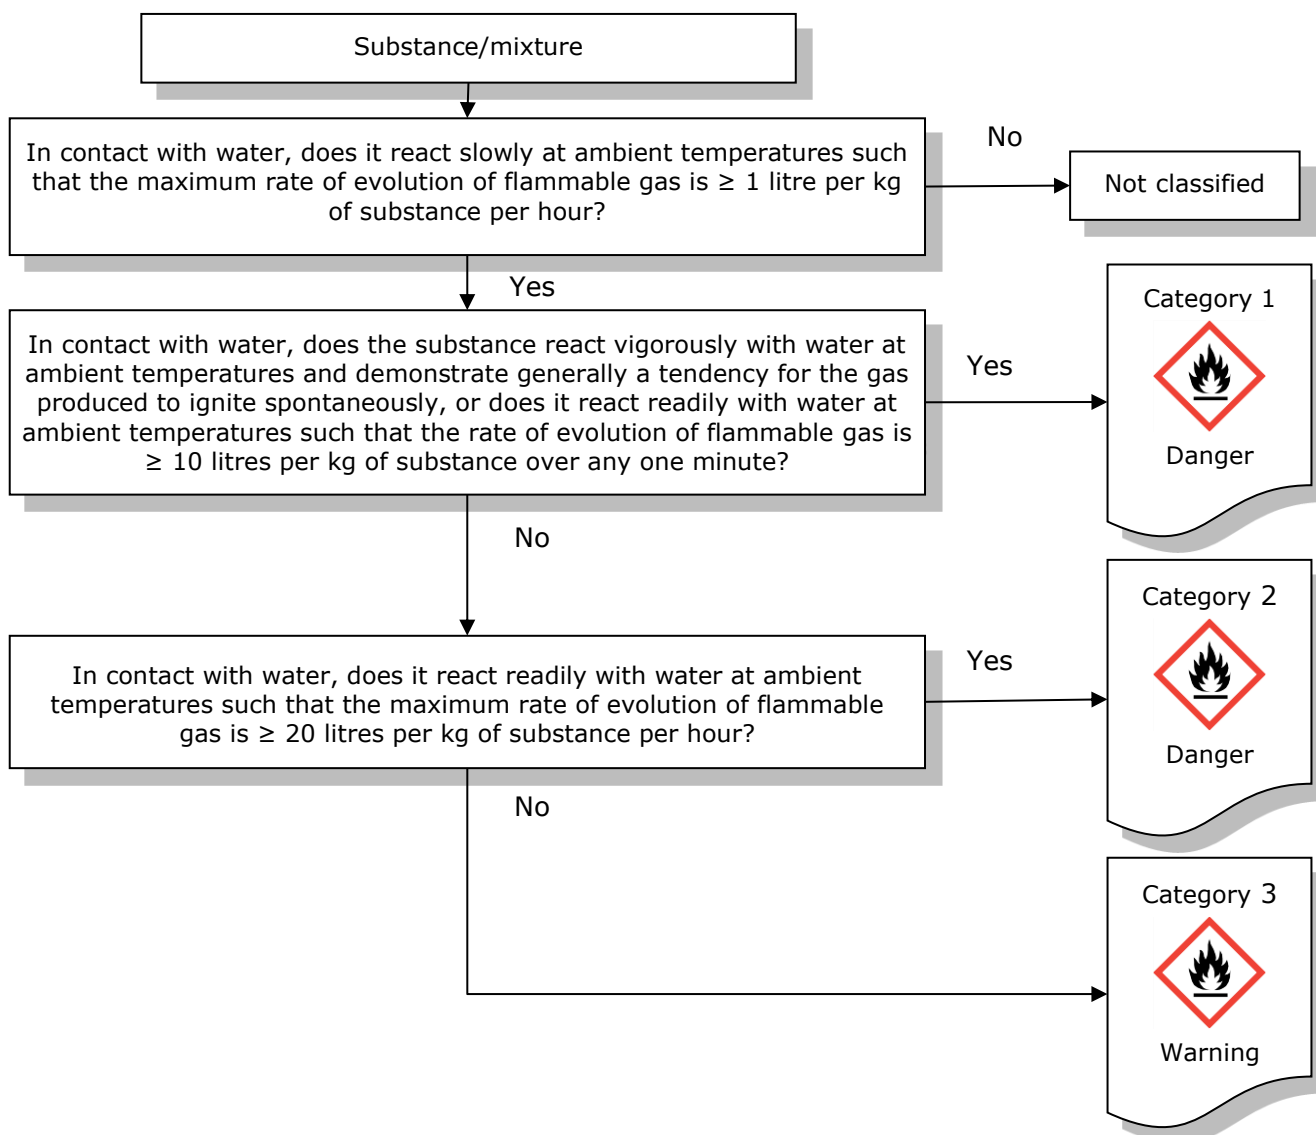 Substance/mixture
In contact with water, does it react slowly at ambient temperatures such
that the maximum rate of evolution of flammable gas is ≥ 1 litre per kg
of substance per hour?
No
Not classified
Yes
In contact with water, does the substance react vigorously with water at
ambient temperatures and demonstrate generally a tendency for the gas
produced to ignite spontaneously, or does it react readily with water at
ambient temperatures such that the rate of evolution of flammable gas is
≥ 10 litres per kg of substance over any one minute?
Yes
Category 1
Danger
No
In contact with water, does it react readily with water at ambient
temperatures such that the maximum rate of evolution of flammable
gas is ≥ 20 litres per kg of substance per hour?
Yes
Category 2
Danger
No
Category 3
Warning